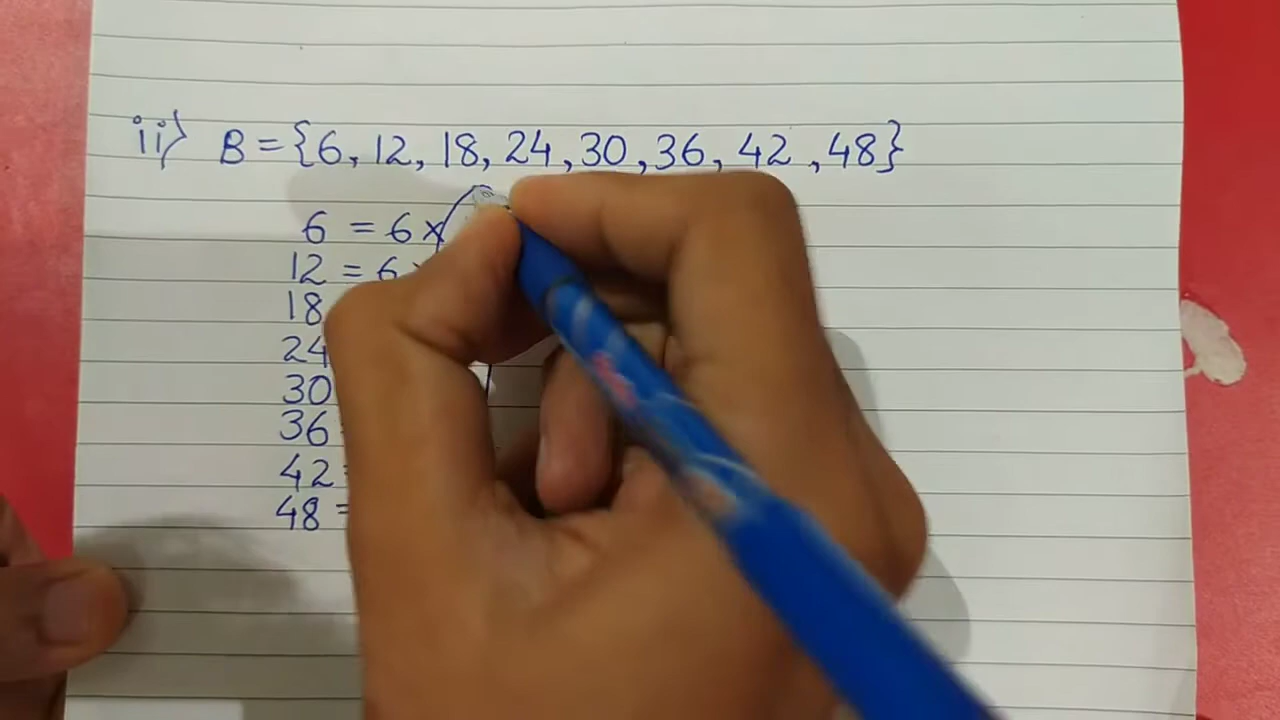 ii) B = {6, 12, 18, 24, 30, 36, 42, 48}
6 = 6 ×
12 = 6 ×
18
24
30
36
42 =
48 =